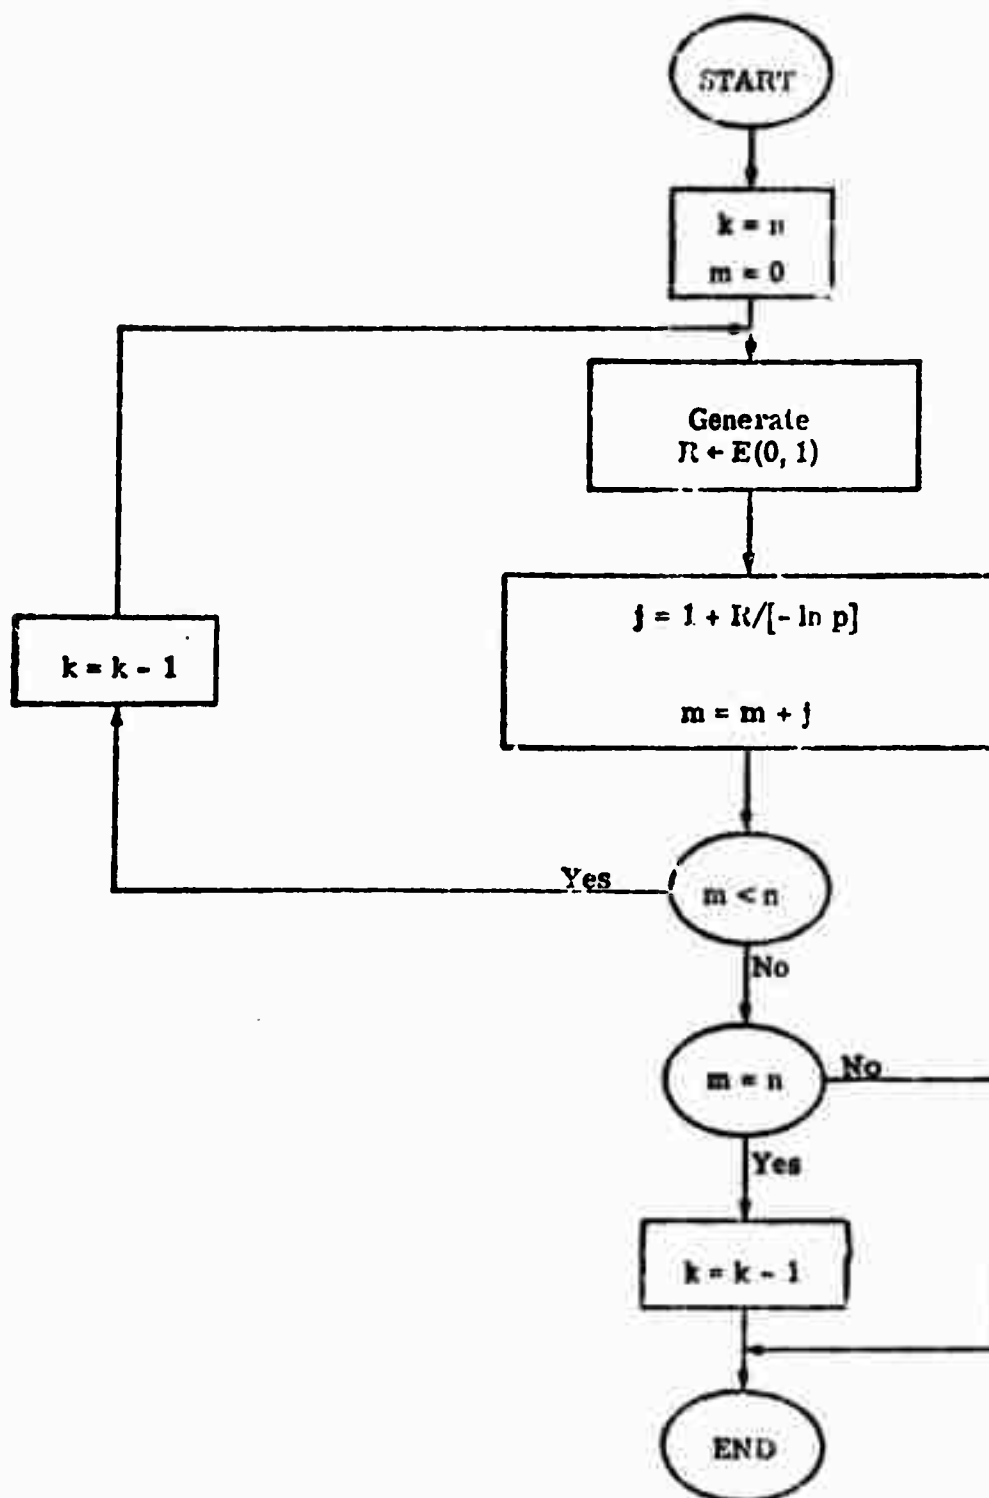 START
k = n
m = 0
Generate
R ← E(0, 1)
j = 1 + R/[- ln p]
m = m + j
k = k - 1
Yes
m < n
No
m = n
No
Yes
k = k - 1
END